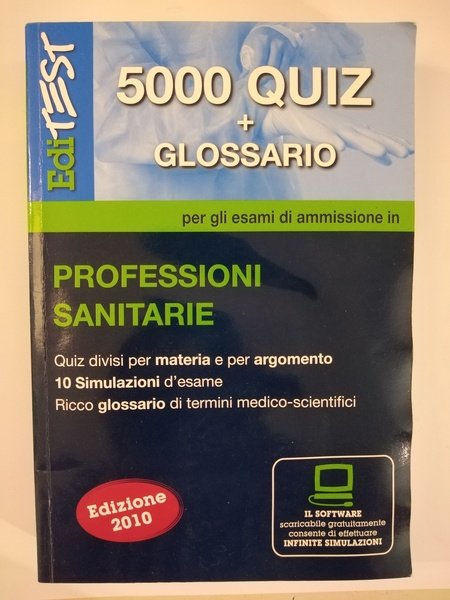 EdiTEST
5000 QUIZ
+
GLOSSARIO
per gli esami di ammissione in
PROFESSIONI
SANITARIE
Quiz divisi per materia e per argomento
10 Simulazioni d'esame
Ricco glossario di termini medico-scientifici
Edizione
2010
IL SOFTWARE
scaricabile gratuitamente
consente di effettuare
INFINITE SIMULAZIONI